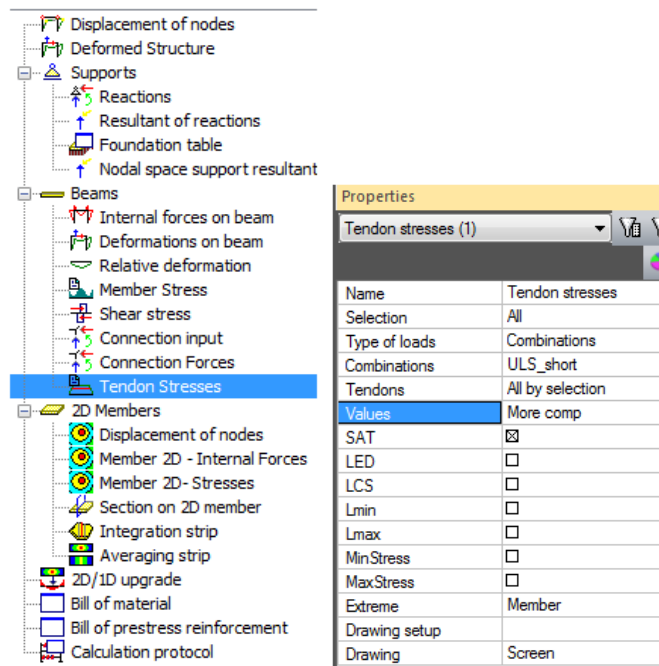 Displacement of nodes
Deformed Structure
Supports
Reactions
Resultant of reactions
Foundation table
Nodal space support resultant
Beams
Internal forces on beam
Deformations on beam
Relative deformation
Member Stress
Shear stress
Connection input
Connection Forces
Tendon Stresses
2D Members
Displacement of nodes
Member 2D - Internal Forces
Member 2D- Stresses
Section on 2D member
Integration strip
Averaging strip
2D/1D upgrade
Bill of material
Bill of prestress reinforcement
Calculation protocol
Properties
Tendon stresses (1)
Name Tendon stresses
Selection All
Type of loads Combinations
Combinations ULS_short
Tendons All by selection
Values More comp
SAT
LED
LCS
Lmin
Lmax
MinStress
MaxStress
Extreme Member
Drawing setup
Drawing Screen